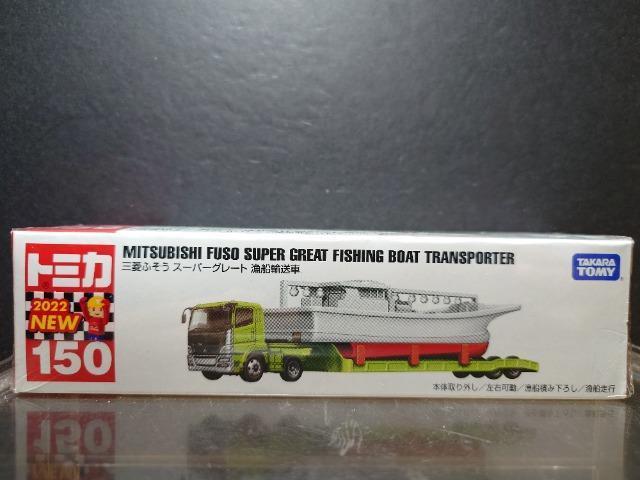 トミカ
2022
NEW
150
MITSUBISHI FUSO SUPER GREAT FISHING BOAT TRANSPORTER
三菱ふそう スーパーグレート 漁船輸送車
TAKARA
TOMY
本体取り外し／左右可動／漁船積み下ろし／漁船走行